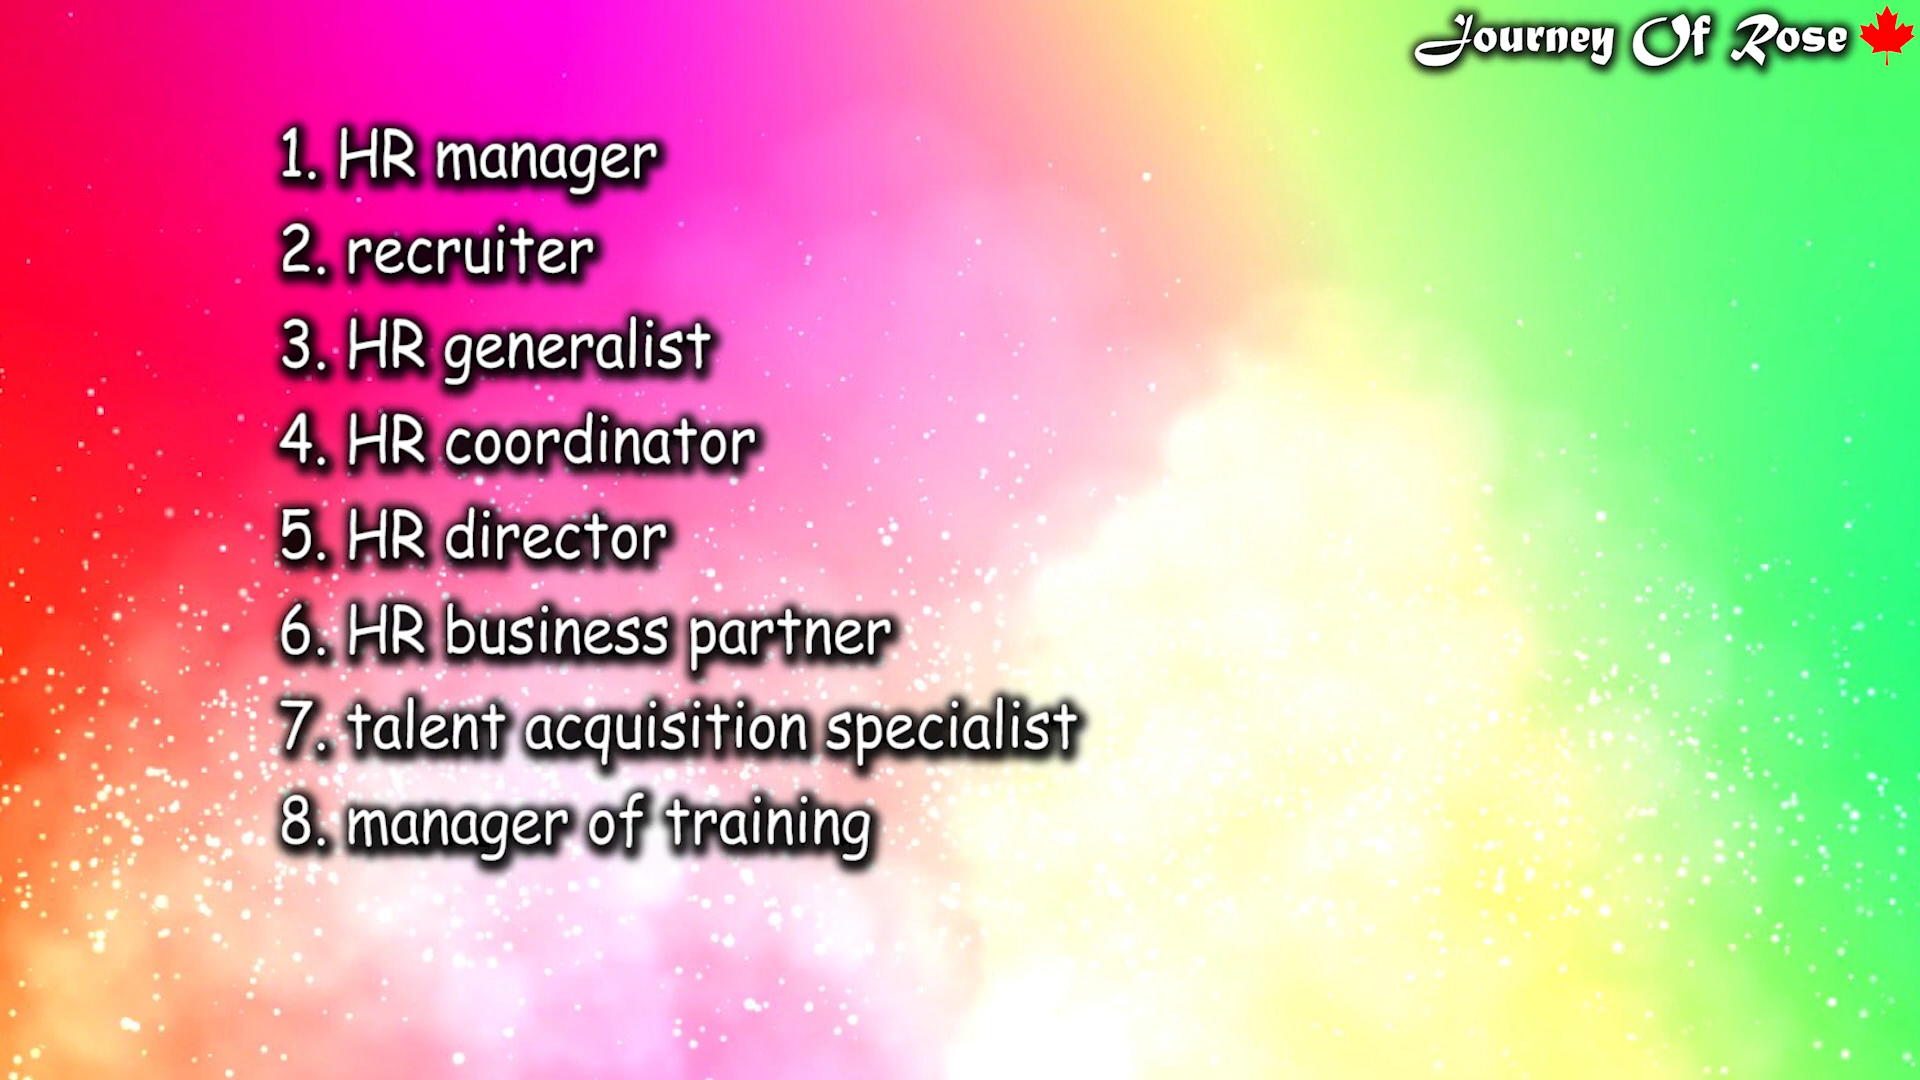 Journey Of Rose
1. HR manager
2. recruiter
3. HR generalist
4. HR coordinator
5. HR director
6. HR business partner
7. talent acquisition specialist
8. manager of training